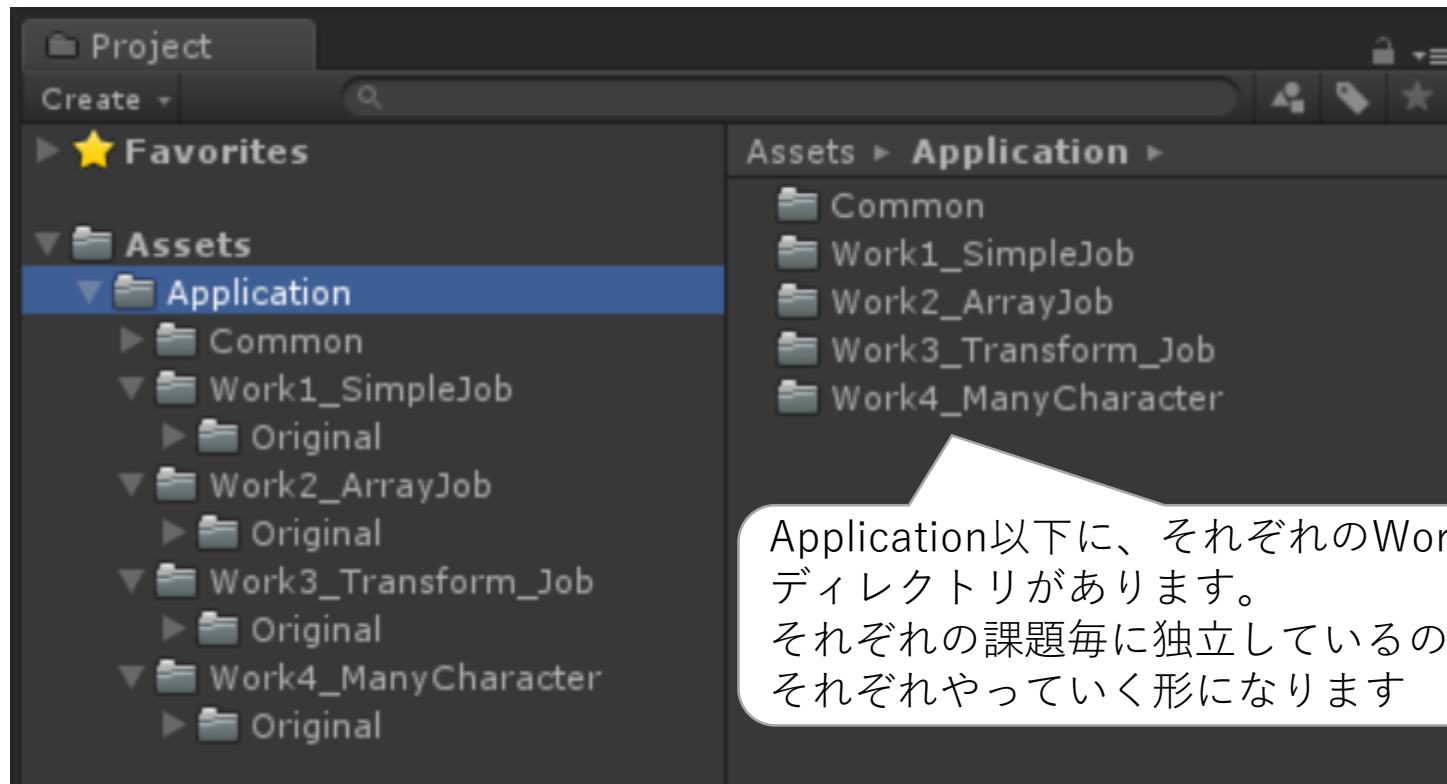 Project
Create
Favorites
Assets
Application
Common
Work1_SimpleJob
Original
Work2_ArrayJob
Original
Work3_Transform_Job
Original
Work4_ManyCharacter
Original
Assets ▸ Application ▸
Common
Work1_SimpleJob
Work2_ArrayJob
Work3_Transform_Job
Work4_ManyCharacter
Application以下に、それぞれのWor
ディレクトリがあります。
それぞれの課題毎に独立しているの
それぞれやっていく形になります